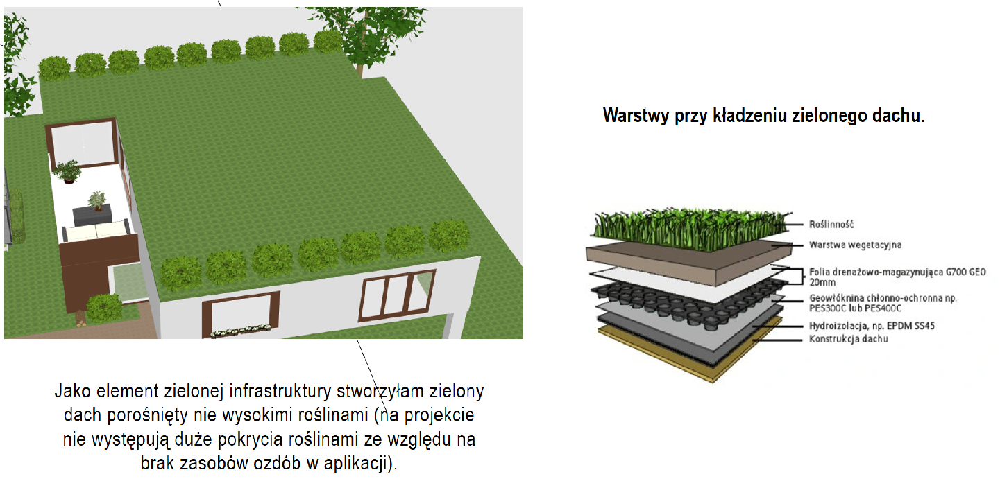 Warstwy przy kładzeniu zielonego dachu.
Roślinność
Warstwa wegetacyjna
Folia drenażowo-magazynująca G700 GEO
20mm
Geowłóknina chłonno-ochronna np.
PES300C lub PES400C
Hydroizolacja, np. EPDM SS45
Konstrukcja dachu
Jako element zielonej infrastruktury stworzyłam zielony
dach porośnięty nie wysokimi roślinami (na projekcie
nie występują duże pokrycia roślinami ze względu na
brak zasobów ozdób w aplikacji).